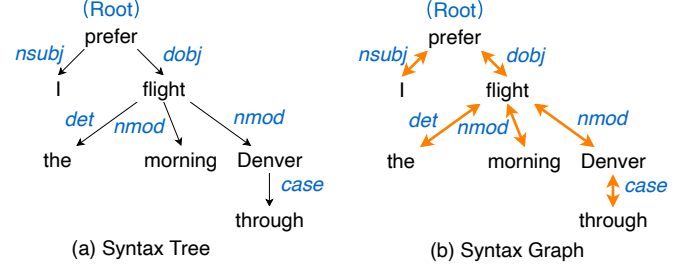 (Root)
prefer
nsubj
dobj
I
flight
det
nmod
nmod
the
morning
Denver
case
through
(a) Syntax Tree
(Root)
prefer
nsubj
dobj
I
flight
det
nmod
nmod
the
morning
Denver
case
through
(b) Syntax Graph